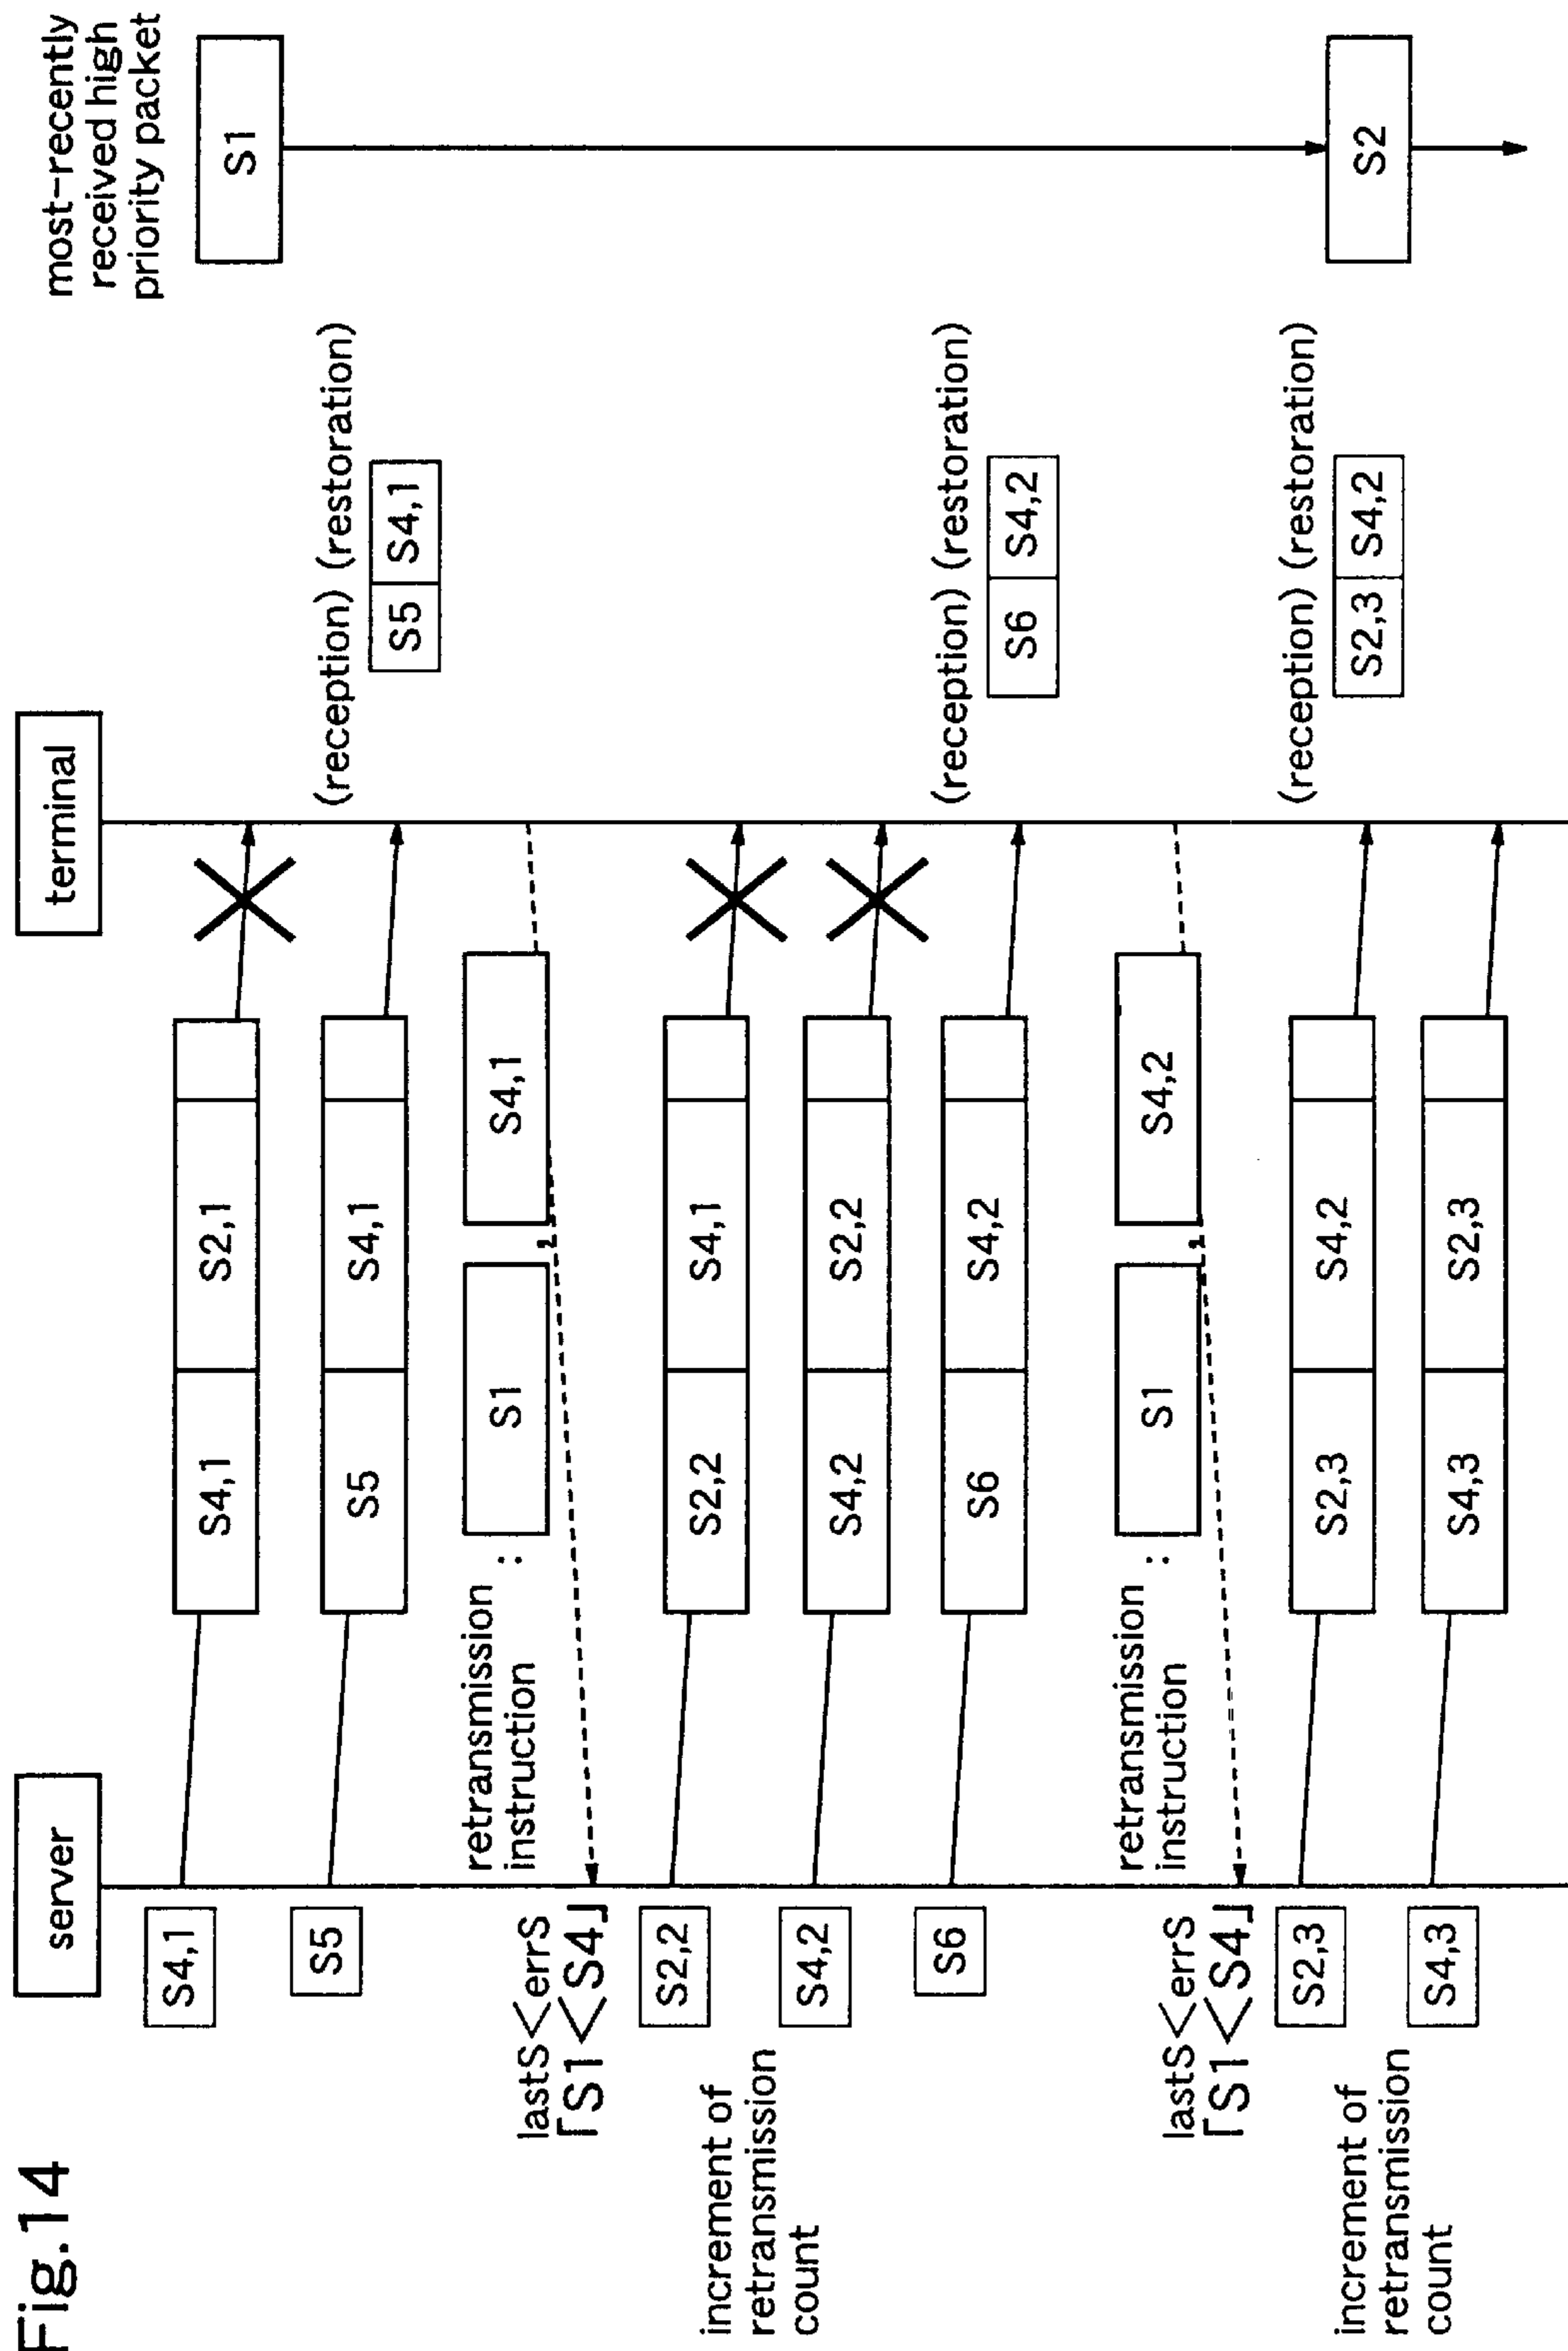 Fig.14
server
terminal
most-recently
received high
priority packet
S1
S4,1
S4,1
S2,1
(reception) (restoration)
S5
S5
S4,1
S5
S4,1
retransmission
instruction
:
S1
,
S4,1
lastS<errS
「S1<S4」
increment of
retransmission
count
S2,2
S2,2
S4,1
S4,2
S4,2
S2,2
(reception) (restoration)
S6
S6
S4,2
S6
S4,2
retransmission
instruction
:
S1
,
S4,2
lastS<errS
「S1<S4」
increment of
retransmission
count
(reception) (restoration)
S2,3
S2,3
S4,2
S2,3
S4,2
S2
S4,3
S4,3
S2,3